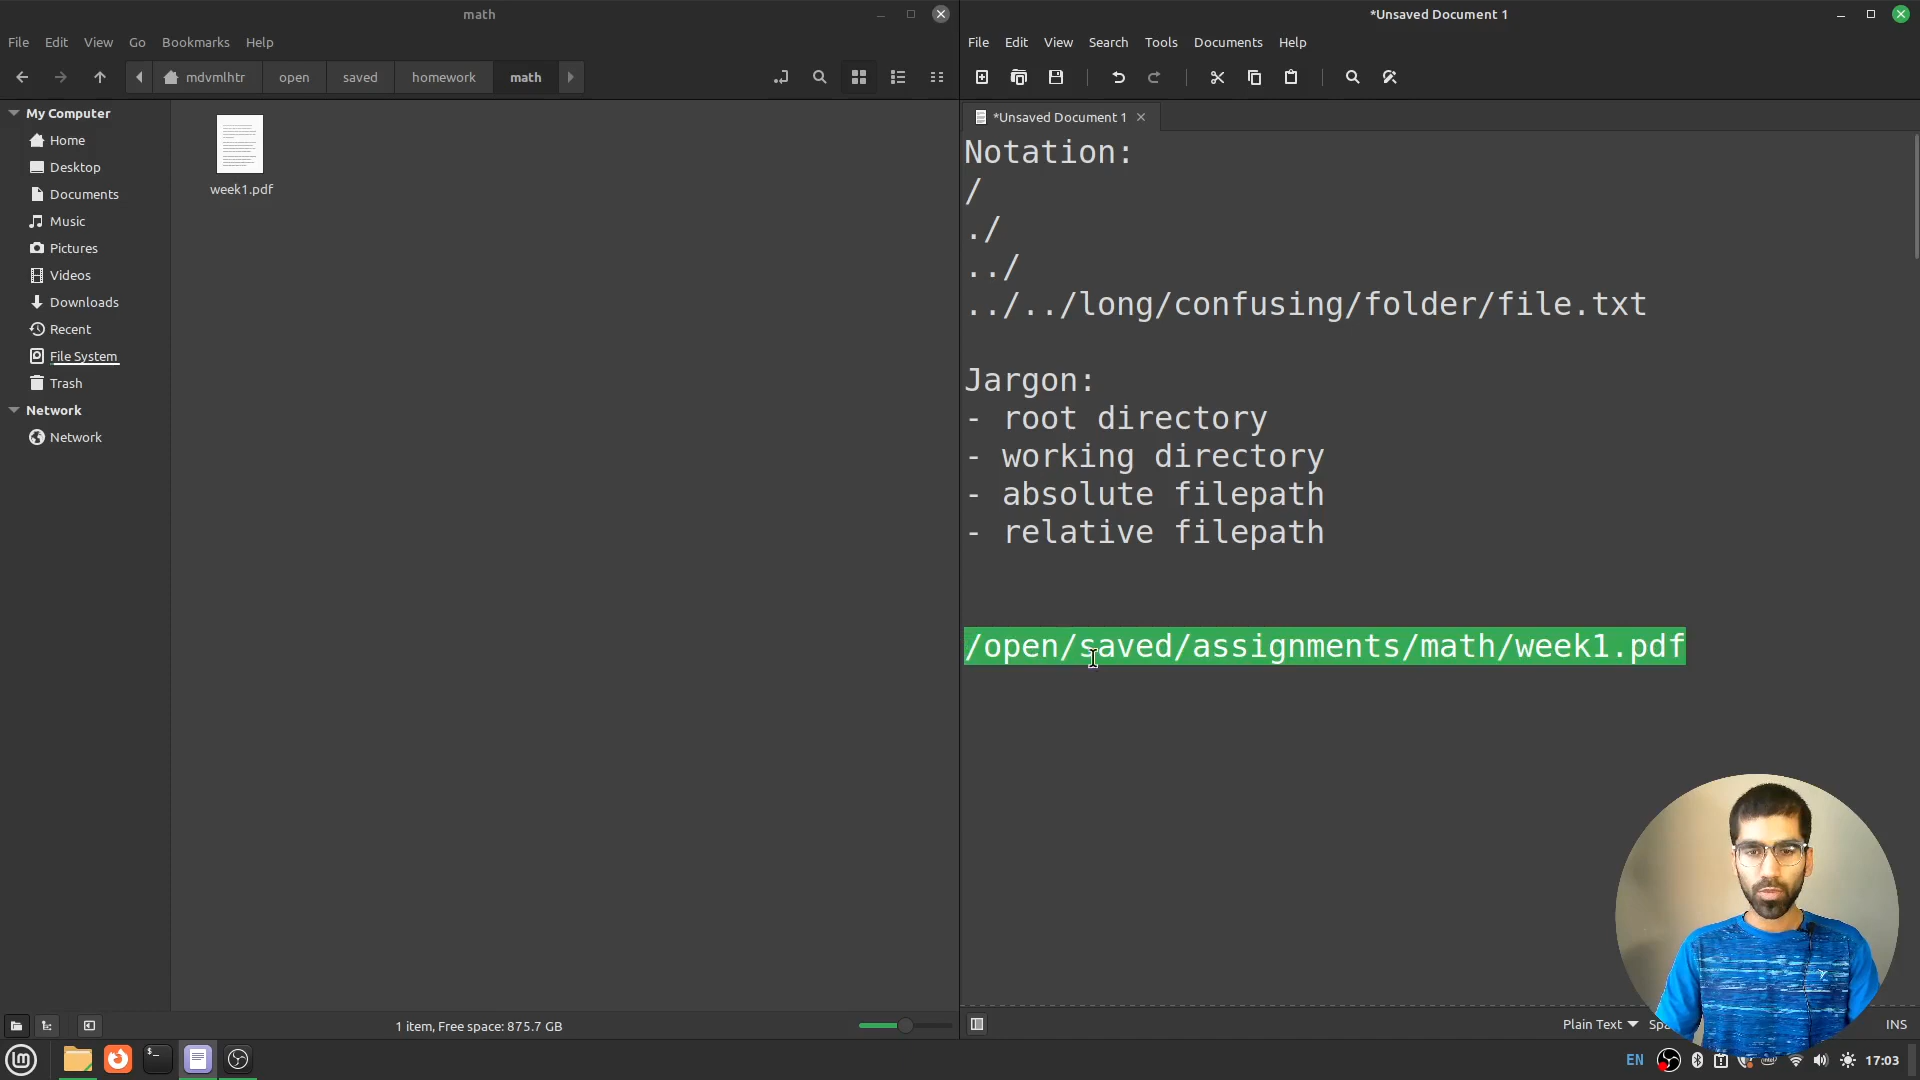 math
File Edit View Go Bookmarks Help
mdvmlhtr open saved homework math
My Computer
Home
Desktop
Documents
Music
Pictures
Videos
Downloads
Recent
File System
Trash
Network
Network
week1.pdf
1 item, Free space: 875.7 GB
*Unsaved Document 1
File Edit View Search Tools Documents Help
*Unsaved Document 1
Notation:
/
./
../
../../long/confusing/folder/file.txt
Jargon:
- root directory
- working directory
- absolute filepath
- relative filepath
/open/saved/assignments/math/week1.pdf
Plain Text INS
lm $_ EN 17:03